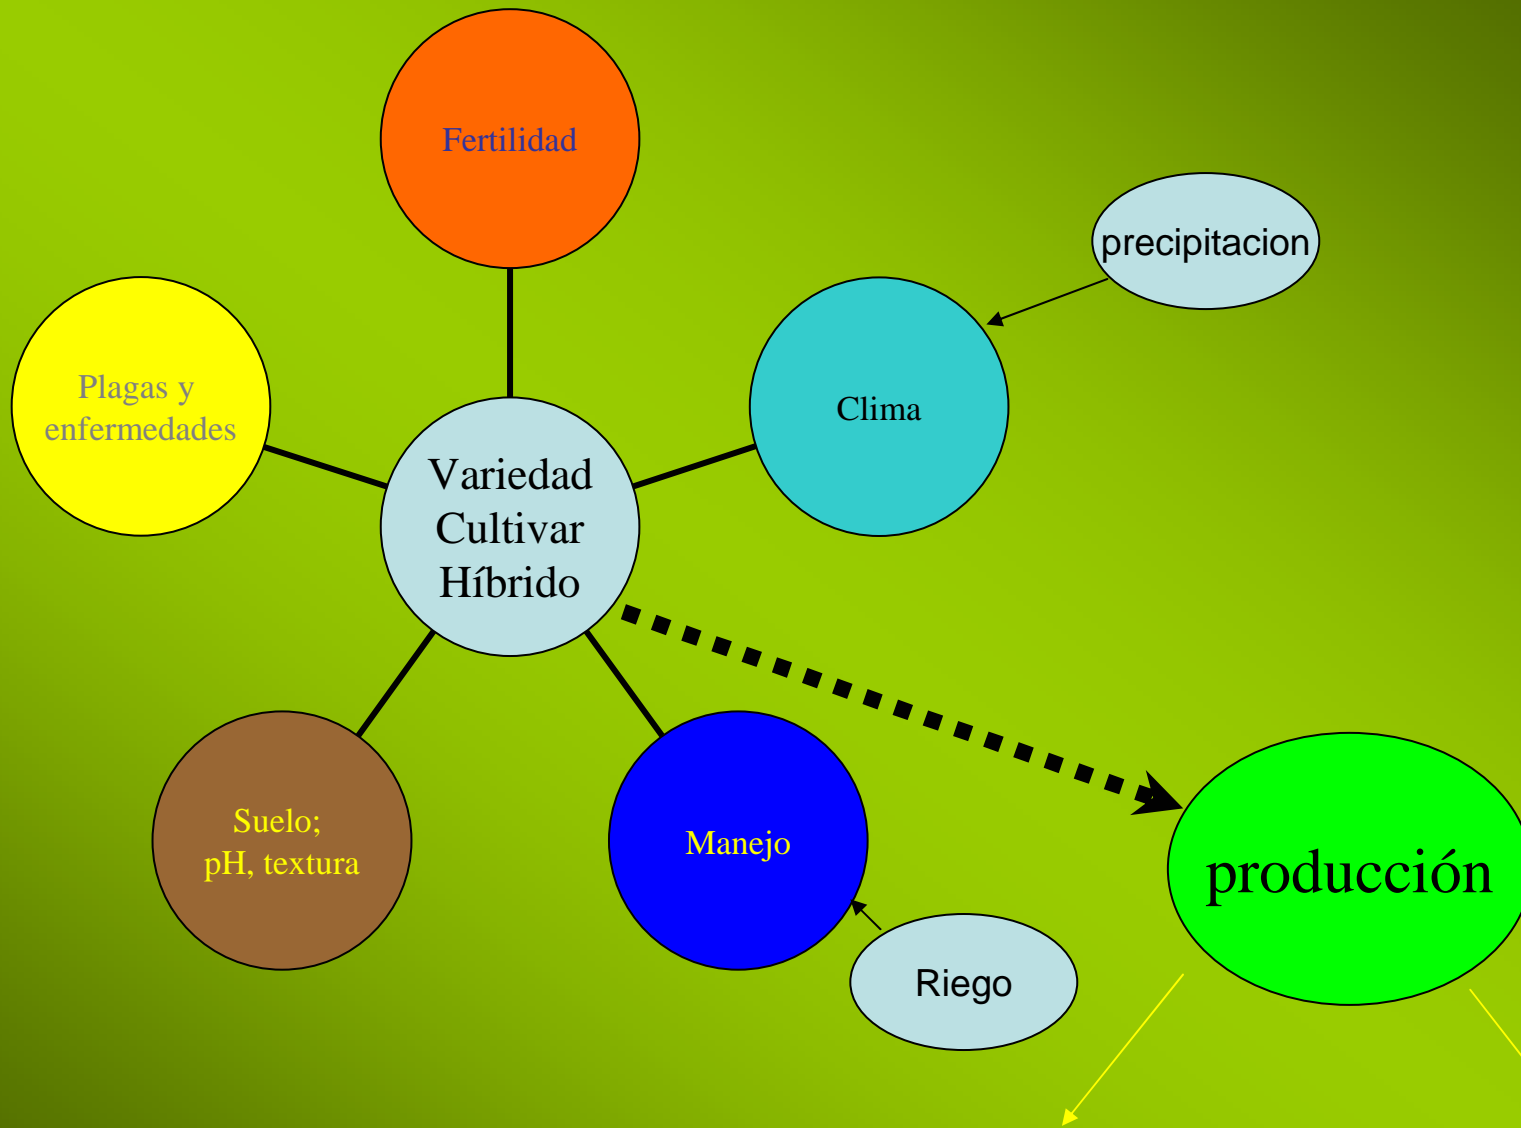 Fertilidad
precipitacion
Plagas y
enfermedades
Clima
Variedad
Cultivar
Híbrido
Suelo;
pH, textura
Manejo
producción
Riego